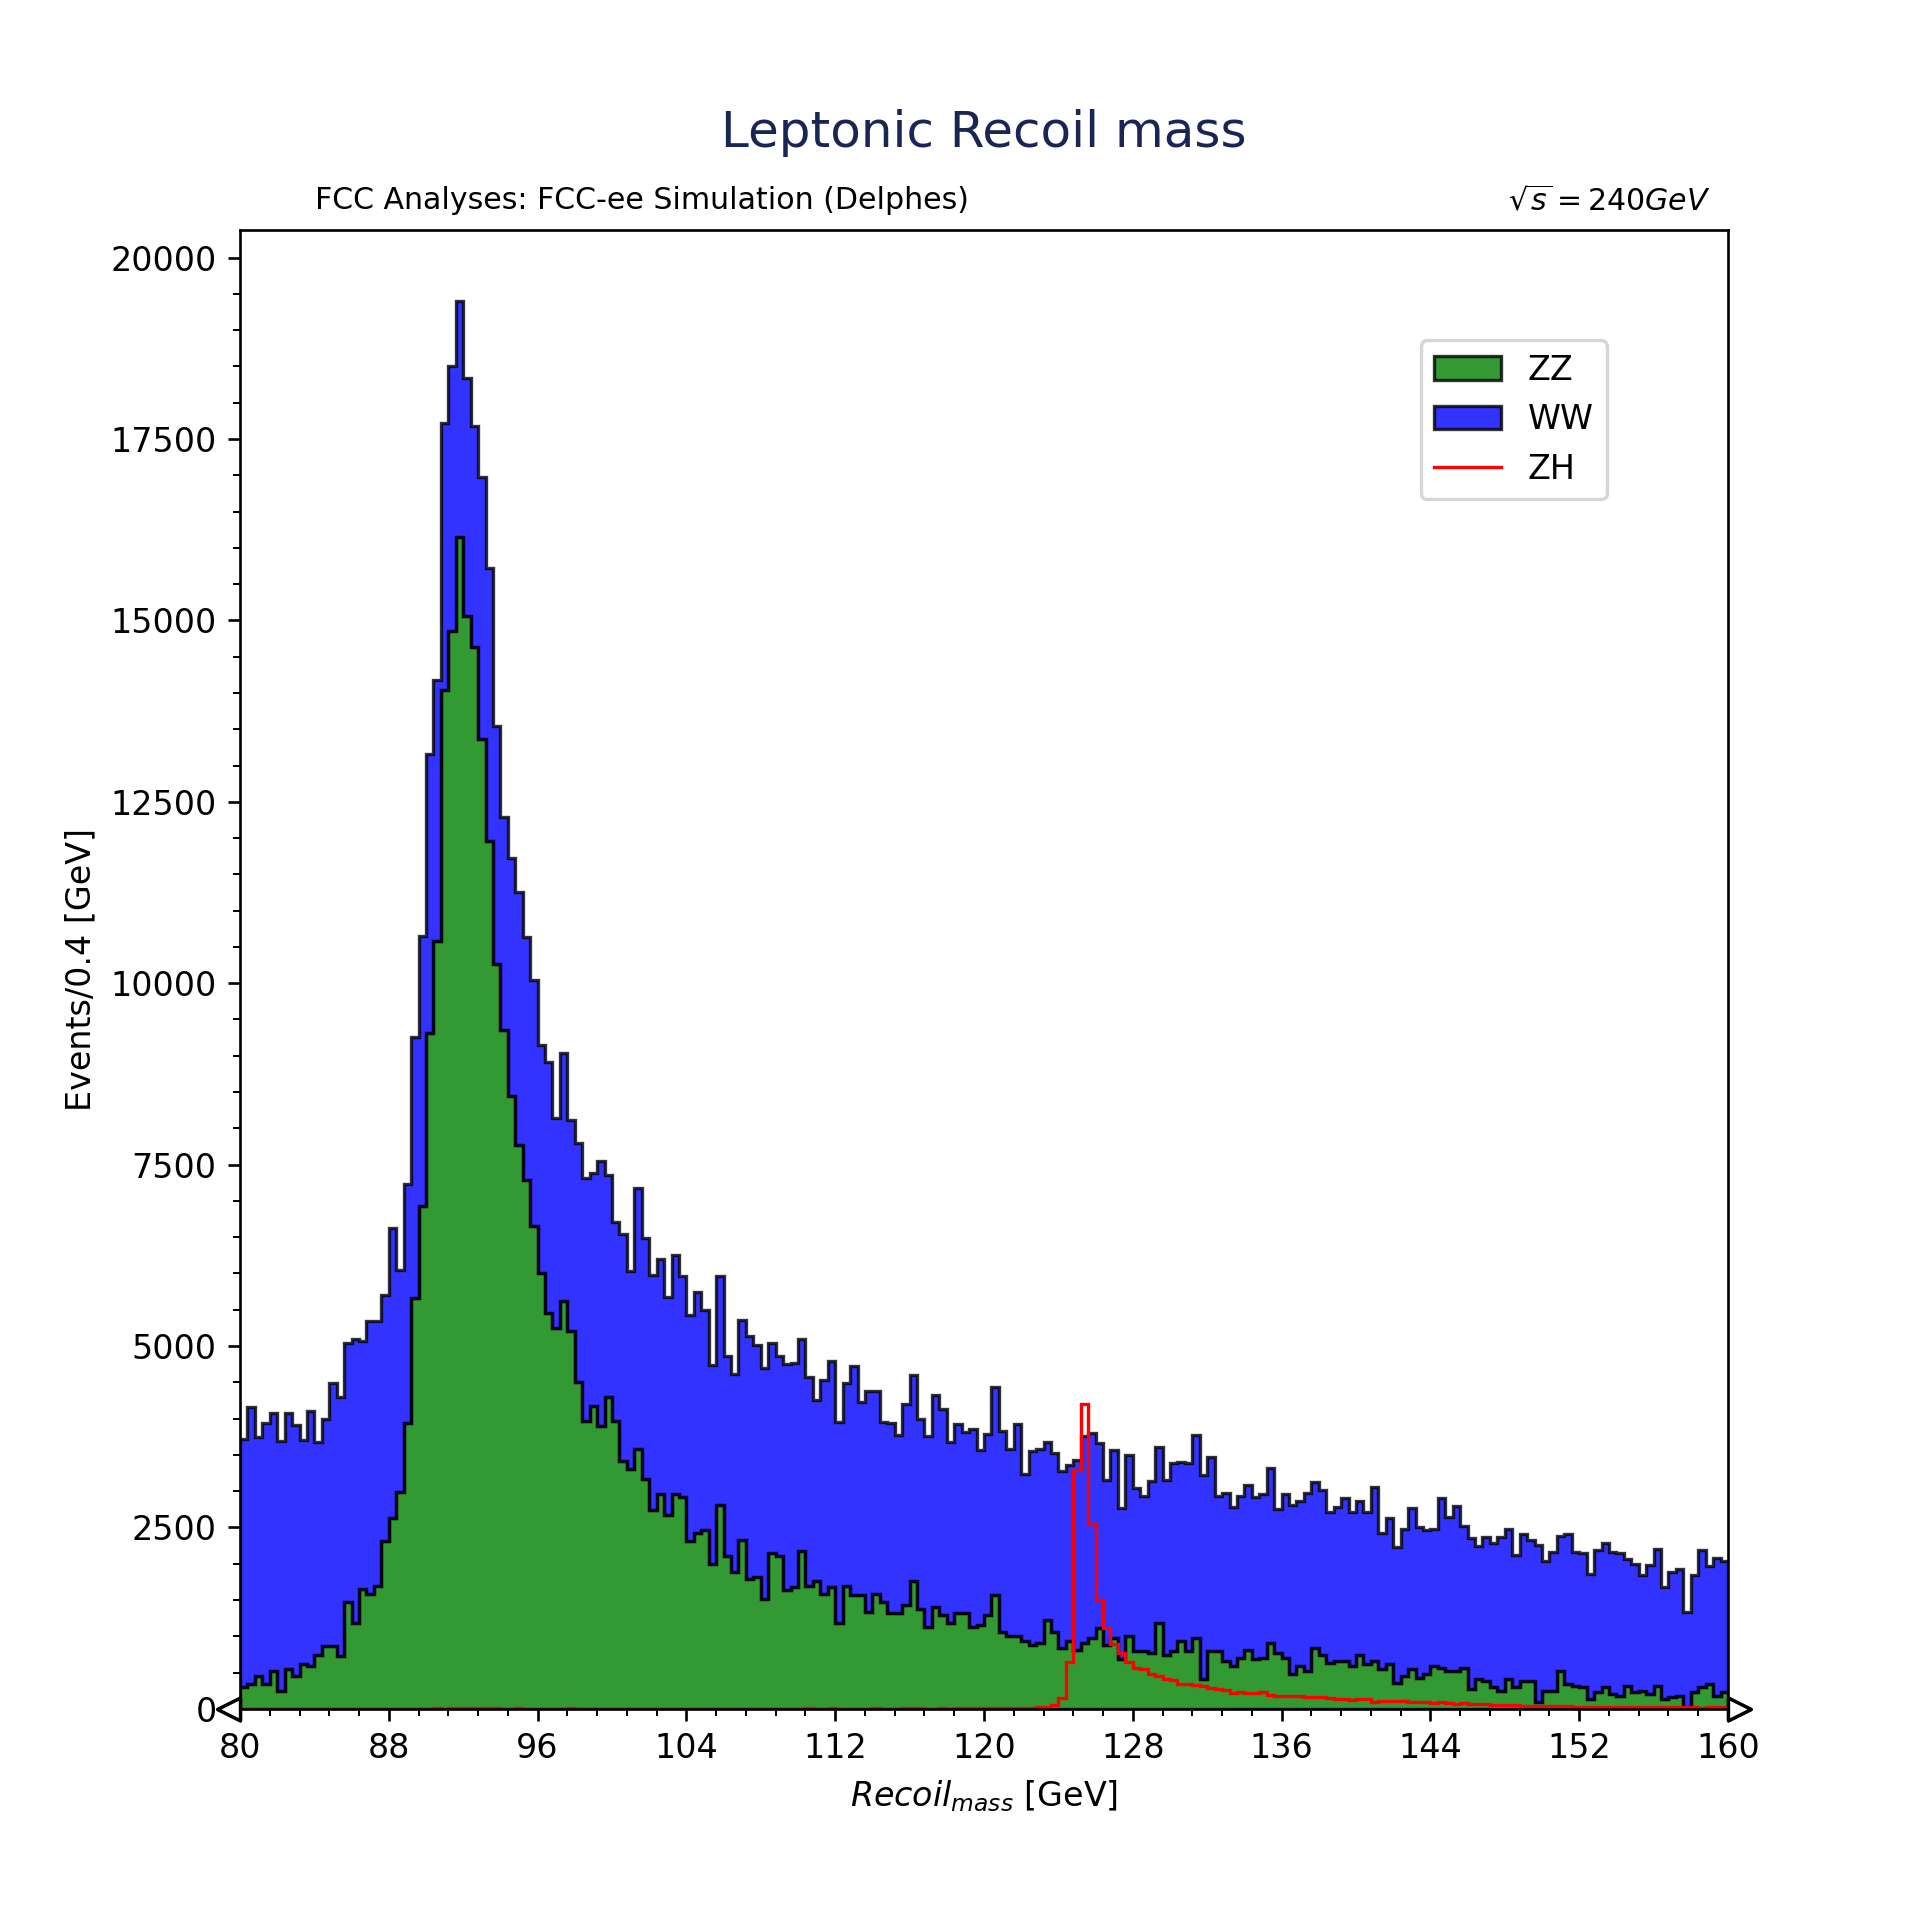 Leptonic Recoil mass
FCC Analyses: FCC-ee Simulation (Delphes)
√s = 240GeV
20000
17500
15000
12500
10000
7500
5000
2500
0
Events/0.4 [GeV]
ZZ
WW
ZH
80 88 96 104 112 120 128 136 144 152 160
Recoil_mass [GeV]